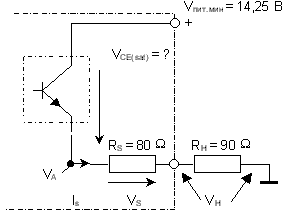 Vпит.мин = 14,25 В
+
VCE(sat) = ?
RS = 80 Ω
RH = 90 Ω
VA
Is
VS
VH